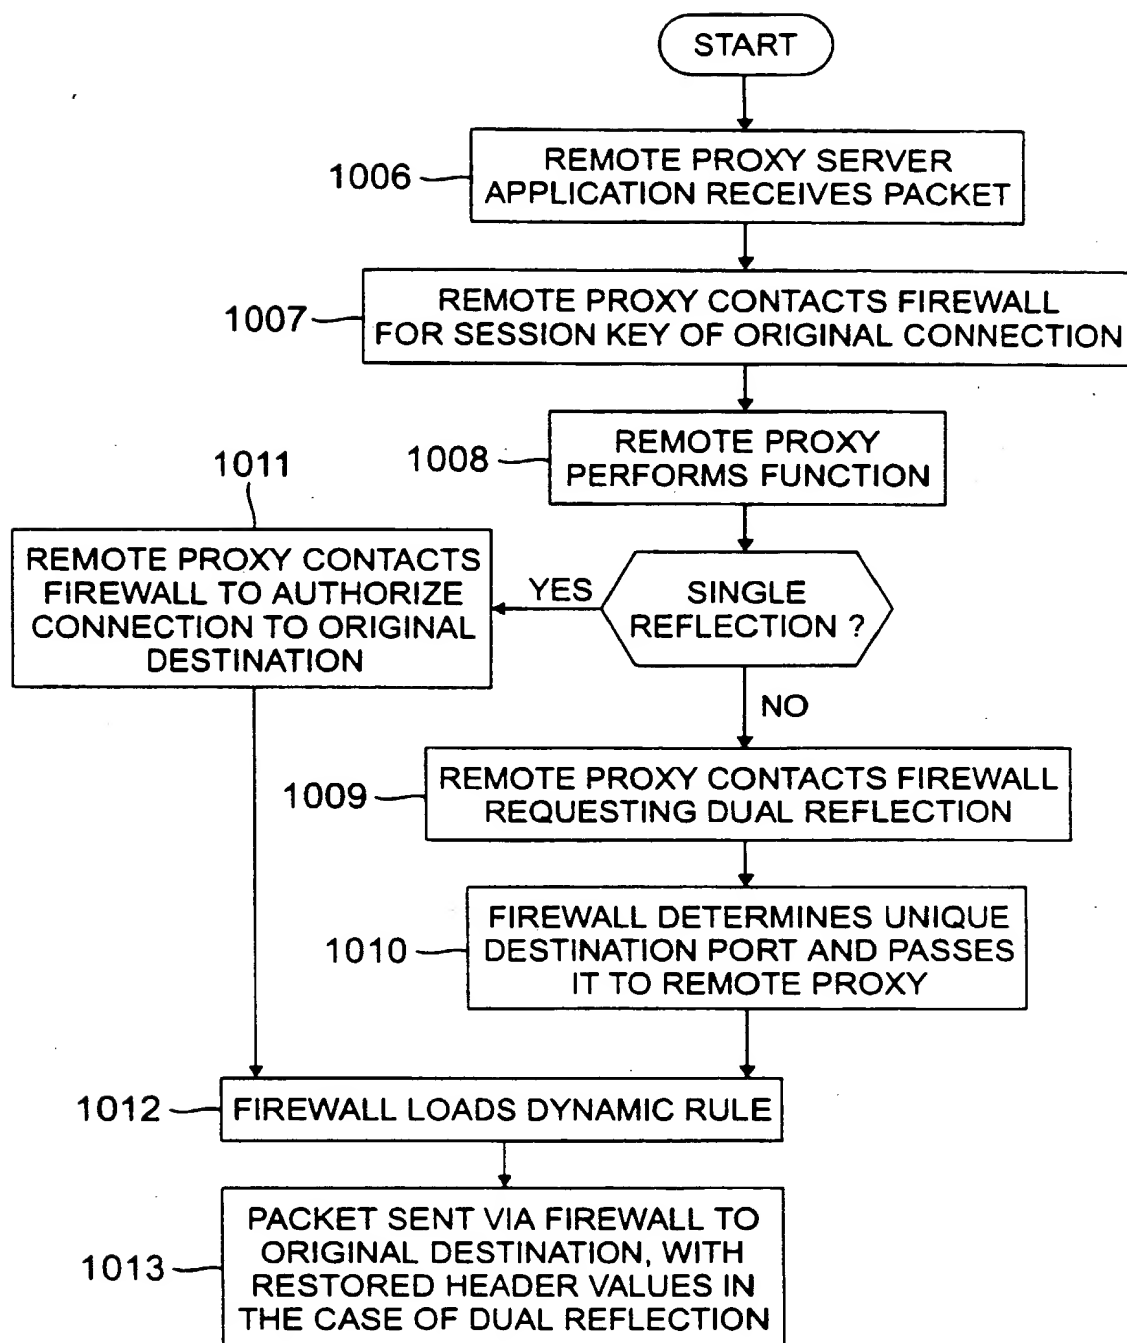 START
1006
REMOTE PROXY SERVER
APPLICATION RECEIVES PACKET
1007
REMOTE PROXY CONTACTS FIREWALL
FOR SESSION KEY OF ORIGINAL CONNECTION
1008
REMOTE PROXY
PERFORMS FUNCTION
1011
REMOTE PROXY CONTACTS
FIREWALL TO AUTHORIZE
CONNECTION TO ORIGINAL
DESTINATION
YES
SINGLE
REFLECTION ?
NO
1009
REMOTE PROXY CONTACTS FIREWALL
REQUESTING DUAL REFLECTION
1010
FIREWALL DETERMINES UNIQUE
DESTINATION PORT AND PASSES
IT TO REMOTE PROXY
1012
FIREWALL LOADS DYNAMIC RULE
1013
PACKET SENT VIA FIREWALL TO
ORIGINAL DESTINATION, WITH
RESTORED HEADER VALUES IN
THE CASE OF DUAL REFLECTION